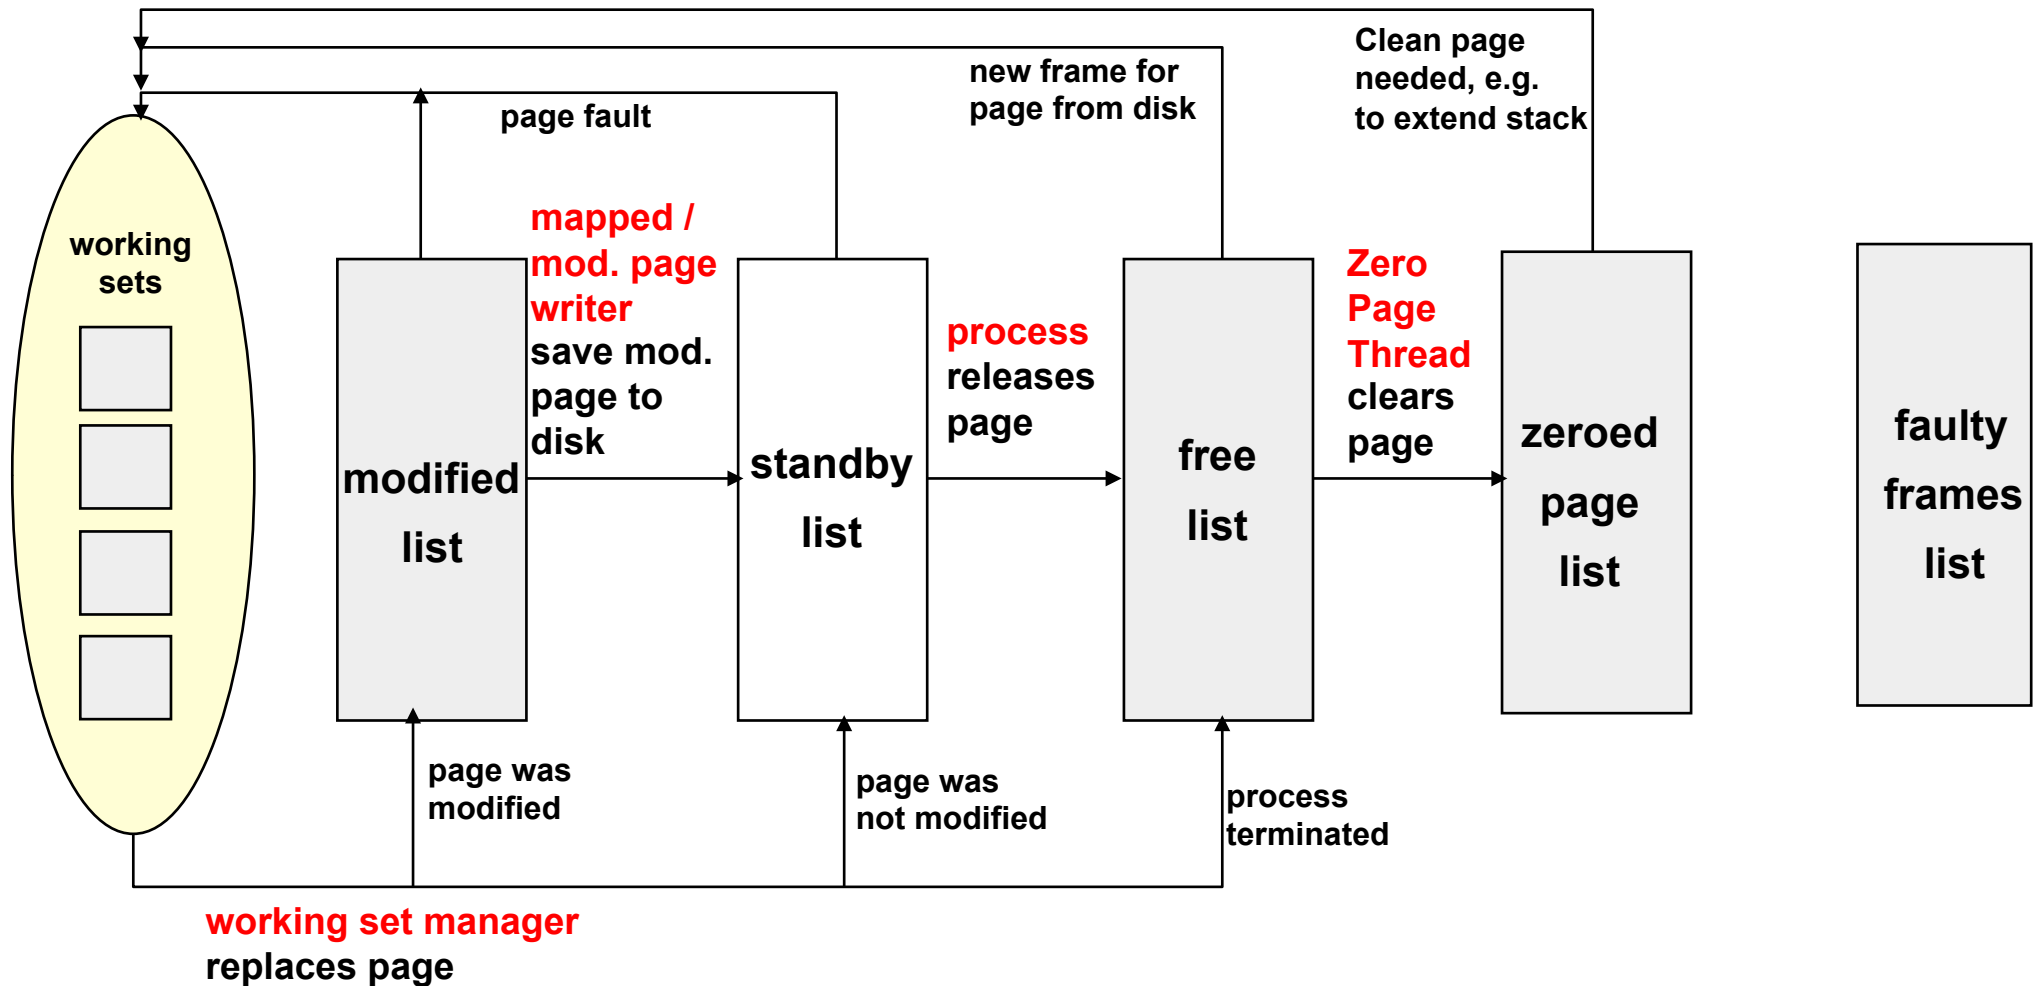 Clean page
needed, e.g.
to extend stack
new frame for
page from disk
page fault
working
sets
mapped /
mod. page
writer
save mod.
page to
disk
process
releases
page
Zero
Page
Thread
clears
page
modified
list
standby
list
free
list
zeroed
page
list
faulty
frames
list
page was
modified
page was
not modified
process
terminated
working set manager
replaces page